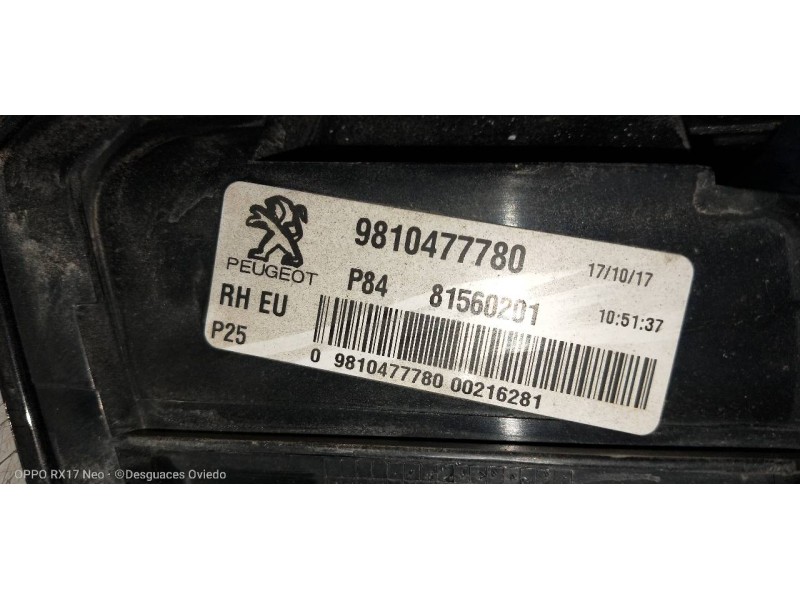 9810477780
17/10/17
PEUGEOT
P84
81560201
10:51:37
RH EU
P25
0 9810477780 00216281
OPPO RX17 Neo - ©Desguaces Oviedo